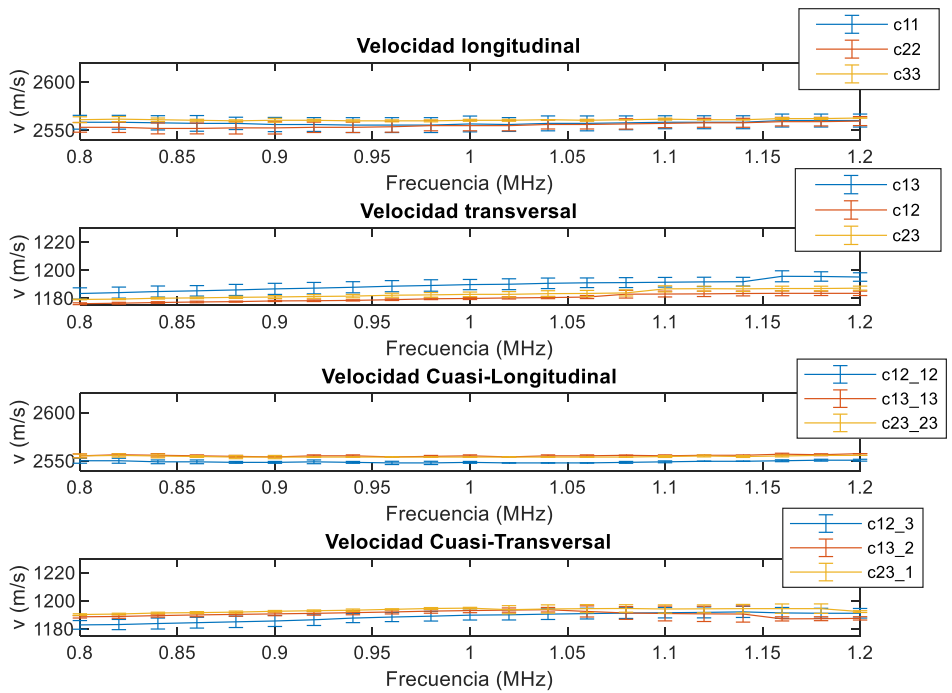 c11
c22
c33
Velocidad longitudinal
v (m/s)
2600
2550
0.8 0.85 0.9 0.95 1 1.05 1.1 1.15 1.2
Frecuencia (MHz)
c13
c12
c23
Velocidad transversal
v (m/s)
1220
1200
1180
0.8 0.85 0.9 0.95 1 1.05 1.1 1.15 1.2
Frecuencia (MHz)
c12_12
c13_13
c23_23
Velocidad Cuasi-Longitudinal
v (m/s)
2600
2550
0.8 0.85 0.9 0.95 1 1.05 1.1 1.15 1.2
Frecuencia (MHz)
c12_3
c13_2
c23_1
Velocidad Cuasi-Transversal
v (m/s)
1220
1200
1180
0.8 0.85 0.9 0.95 1 1.05 1.1 1.15 1.2
Frecuencia (MHz)